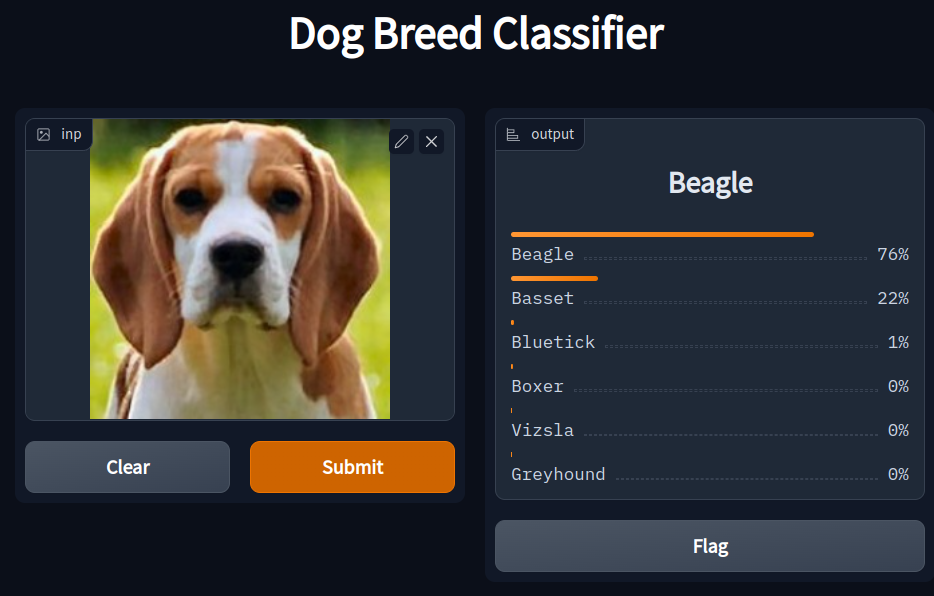 Dog Breed Classifier
inp
Clear
Submit
output
Beagle
Beagle 76%
Basset 22%
Bluetick 1%
Boxer 0%
Vizsla 0%
Greyhound 0%
Flag